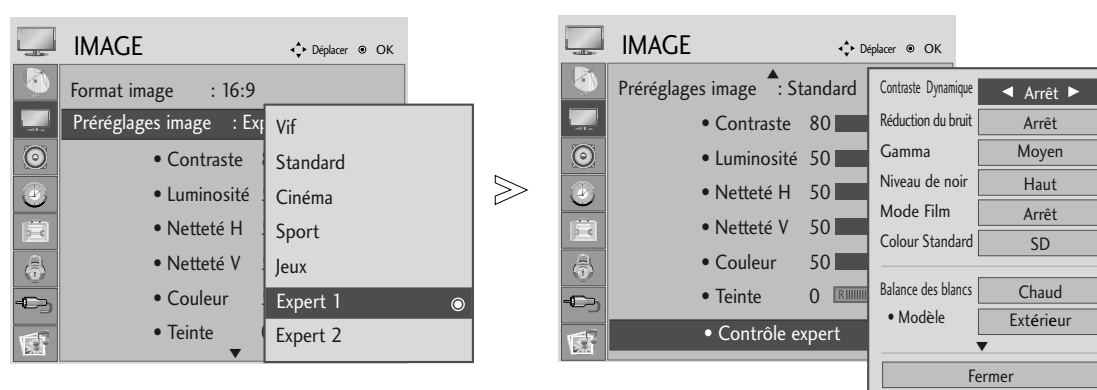 IMAGE
Déplacer OK
Format image : 16:9
Préréglages image : Exp
• Contraste
• Luminosité
• Netteté H
• Netteté V
• Couleur
• Teinte
Vif
Standard
Cinéma
Sport
Jeux
Expert 1
Expert 2
IMAGE
Déplacer OK
Préréglages image : Standard
• Contraste 80
• Luminosité 50
• Netteté H 50
• Netteté V 50
• Couleur 50
• Teinte 0 R
• Contrôle expert
Contraste Dynamique ◄ Arrêt ►
Réduction du bruit Arrêt
Gamma Moyen
Niveau de noir Haut
Mode Film Arrêt
Colour Standard SD
Balance des blancs Chaud
• Modèle Extérieur
Fermer